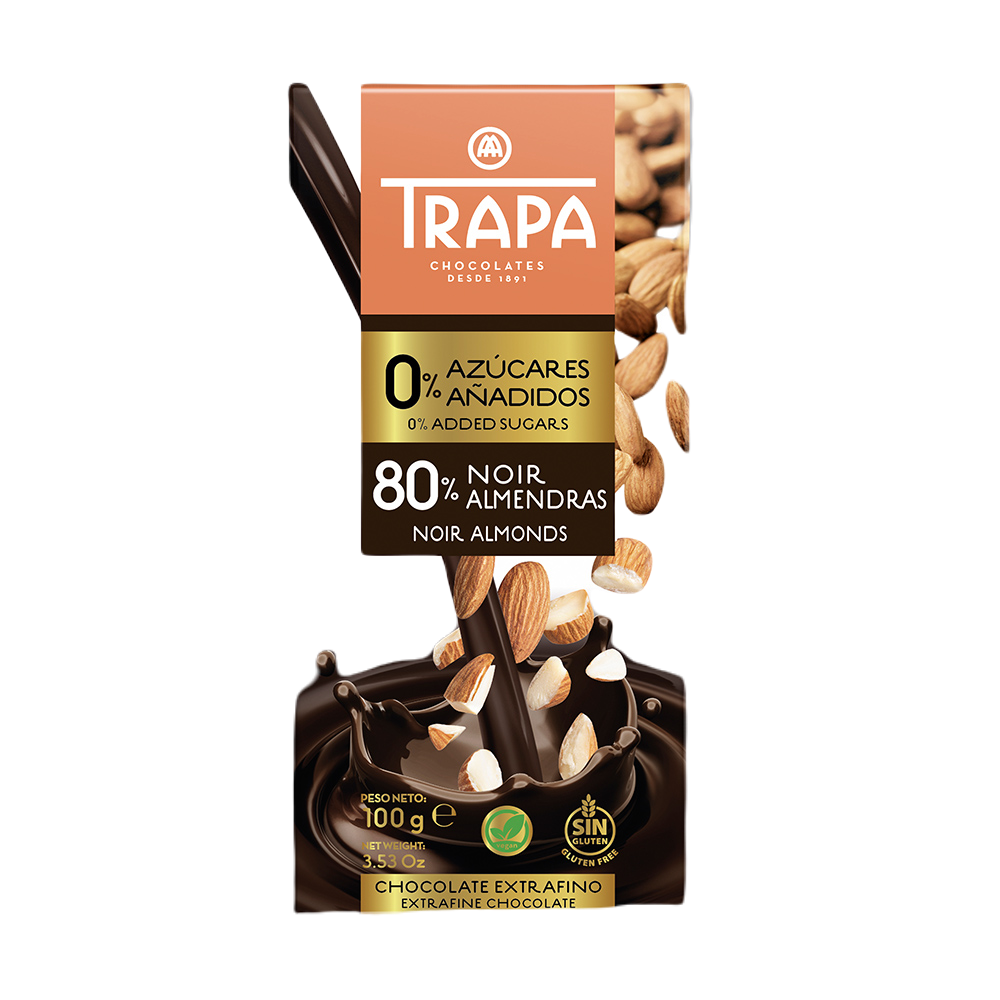 TRAPA
CHOCOLATES
DESDE 1891
0% AZÚCARES
AÑADIDOS
0% ADDED SUGARS
80% NOIR
ALMENDRAS
NOIR ALMONDS
PESO NETO:
100 g ℮
NET WEIGHT:
3.53 Oz
vegan
SIN
GLUTEN
GLUTEN FREE
CHOCOLATE EXTRAFINO
EXTRAFINE CHOCOLATE